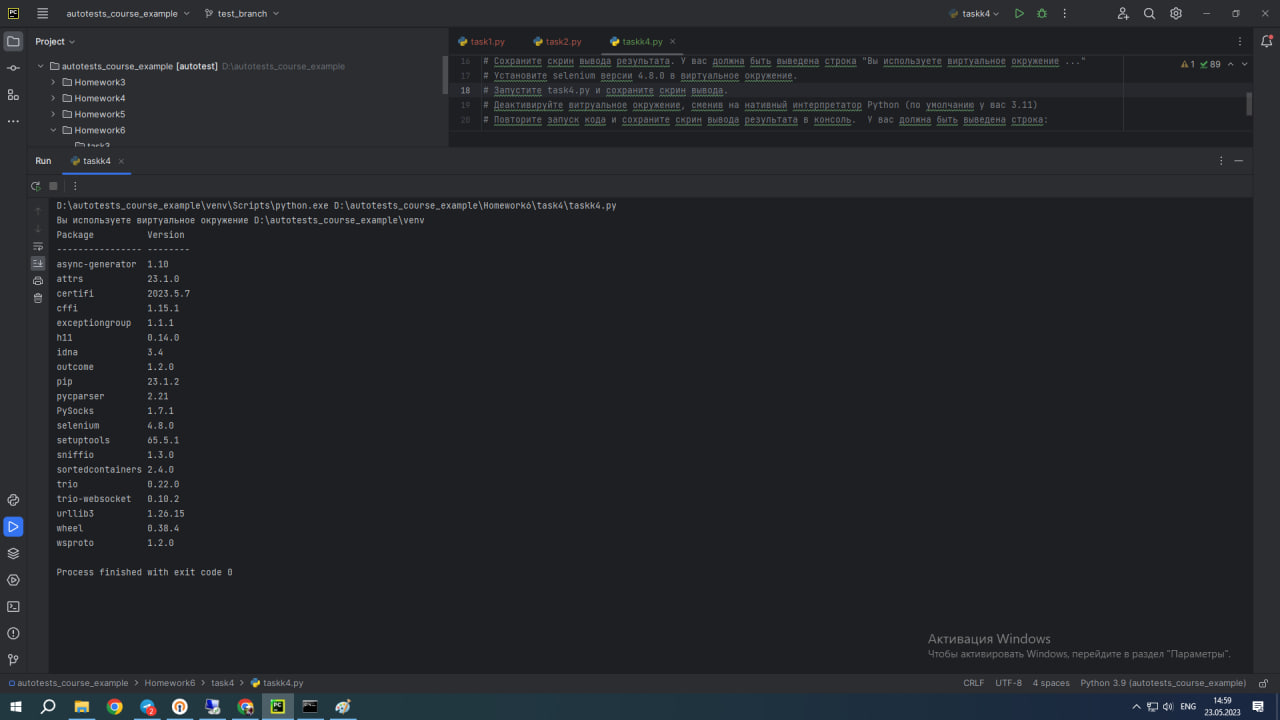 autotests_course_example
test_branch
taskk4
Project
task1.py
task2.py
taskk4.py
autotests_course_example [autotest] D:\autotests_course_example
Homework3
Homework4
Homework5
Homework6
task3
16 # Сохраните скрин вывода результата. У вас должна быть выведена строка "Вы используете виртуальное окружение ..."
17 # Установите selenium версии 4.8.0 в виртуальное окружение.
18 # Запустите task4.py и сохраните скрин вывода.
19 # Деактивируйте витруальное окружение, сменив на нативный интерпретатор Python (по умолчанию у вас 3.11)
20 # Повторите запуск кода и сохраните скрин вывода результата в консоль. У вас должна быть выведена строка:
1 89
Run
taskk4
D:\autotests_course_example\venv\Scripts\python.exe D:\autotests_course_example\Homework6\task4\taskk4.py
Вы используете виртуальное окружение D:\autotests_course_example\venv
Package Version
---------------- --------
async-generator 1.10
attrs 23.1.0
certifi 2023.5.7
cffi 1.15.1
exceptiongroup 1.1.1
h11 0.14.0
idna 3.4
outcome 1.2.0
pip 23.1.2
pycparser 2.21
PySocks 1.7.1
selenium 4.8.0
setuptools 65.5.1
sniffio 1.3.0
sortedcontainers 2.4.0
trio 0.22.0
trio-websocket 0.10.2
urllib3 1.26.15
wheel 0.38.4
wsproto 1.2.0
Process finished with exit code 0
Активация Windows
Чтобы активировать Windows, перейдите в раздел "Параметры".
autotests_course_example > Homework6 > task4 > taskk4.py
CRLF UTF-8 4 spaces Python 3.9 (autotests_course_example)
PC
2
PC
ENG
14:59
23.05.2023